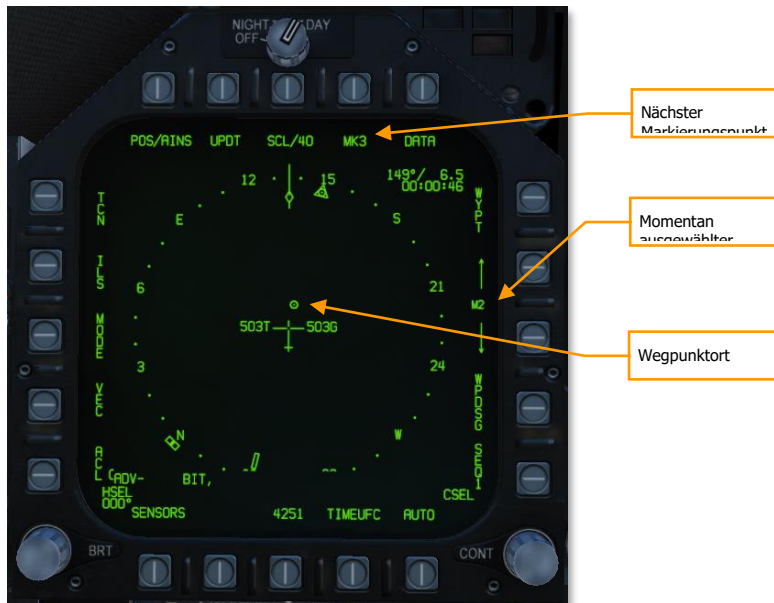 NIGHT DAY
OFF
POS/AINS UPDT SCL/40 MK3 DATA
149°/ 6.5
00:00:46
12 15
E S
6 21
3 24
N W
TCN
ILS
MODE
VEC
ACL
WYPT
M2
WPDSG
SEQ1
503T 503G
(ADV- BIT,
HSEL
000°
CSEL
SENSORS 4251 TIMEUFC AUTO
BRT CONT
Nächster
Markierungspunkt
Momentan
ausgewählter
Wegpunktort